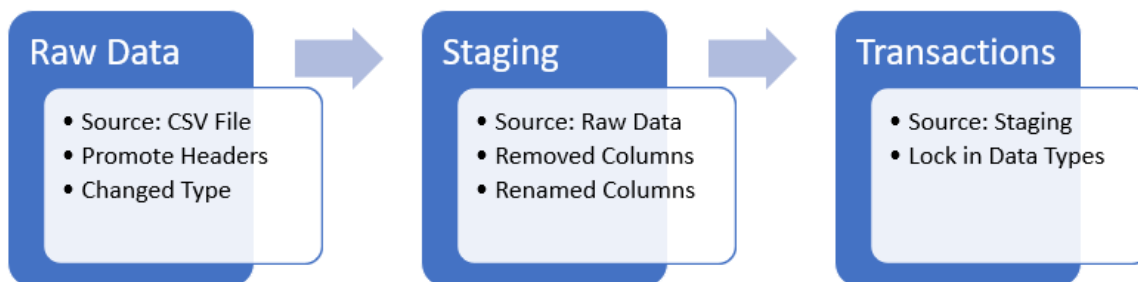 Raw Data
• Source: CSV File
• Promote Headers
• Changed Type
Staging
• Source: Raw Data
• Removed Columns
• Renamed Columns
Transactions
• Source: Staging
• Lock in Data Types